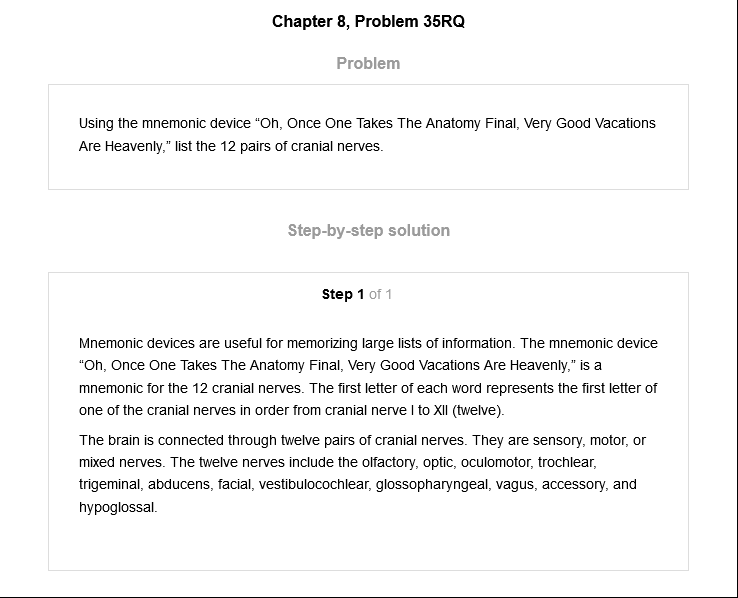 Chapter 8, Problem 35RQ
Problem
Using the mnemonic device “Oh, Once One Takes The Anatomy Final, Very Good Vacations
Are Heavenly,” list the 12 pairs of cranial nerves.
Step-by-step solution
Step 1 of 1
Mnemonic devices are useful for memorizing large lists of information. The mnemonic device
“Oh, Once One Takes The Anatomy Final, Very Good Vacations Are Heavenly,” is a
mnemonic for the 12 cranial nerves. The first letter of each word represents the first letter of
one of the cranial nerves in order from cranial nerve I to XII (twelve).
The brain is connected through twelve pairs of cranial nerves. They are sensory, motor, or
mixed nerves. The twelve nerves include the olfactory, optic, oculomotor, trochlear,
trigeminal, abducens, facial, vestibulocochlear, glossopharyngeal, vagus, accessory, and
hypoglossal.